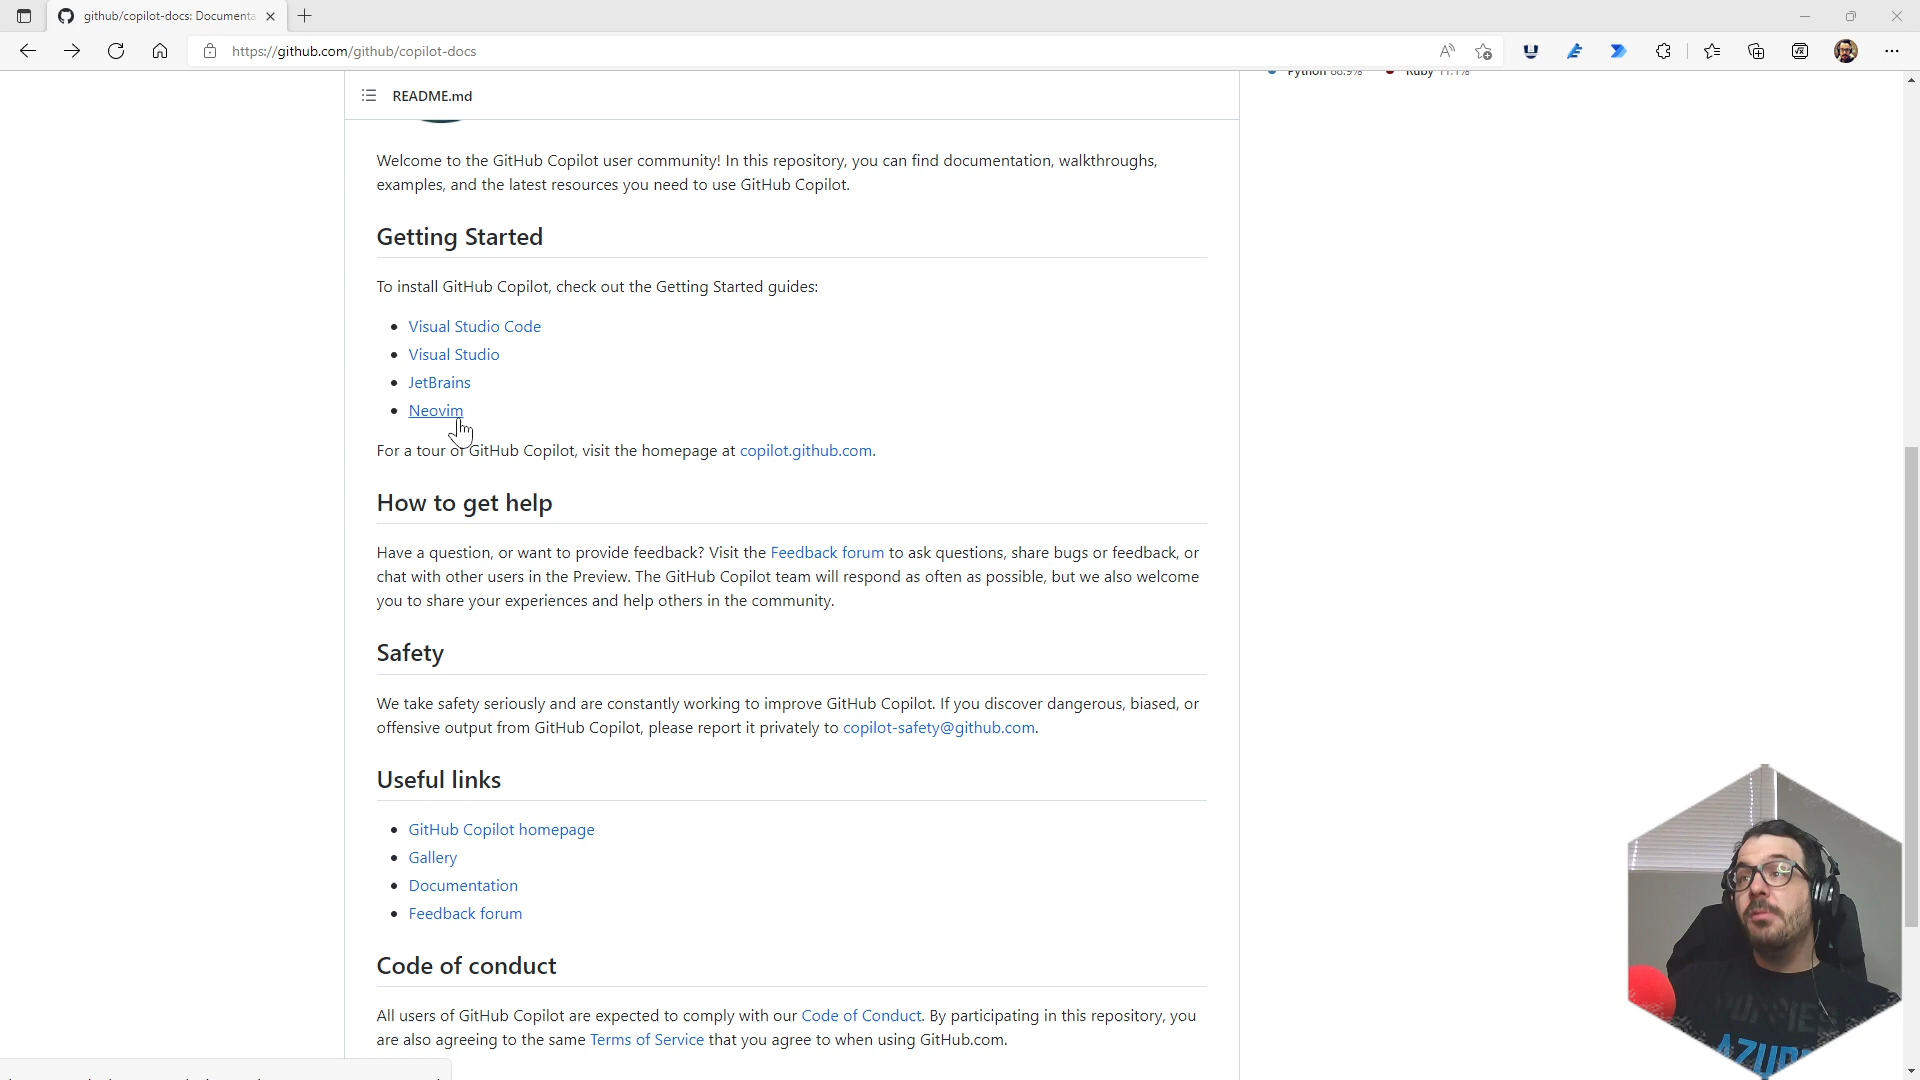 github/copilot-docs: Documenta
https://github.com/github/copilot-docs
Python 88.9% Ruby 11.1%
README.md
Welcome to the GitHub Copilot user community! In this repository, you can find documentation, walkthroughs,
examples, and the latest resources you need to use GitHub Copilot.
Getting Started
To install GitHub Copilot, check out the Getting Started guides:
Visual Studio Code
Visual Studio
JetBrains
Neovim
For a tour of GitHub Copilot, visit the homepage at copilot.github.com.
How to get help
Have a question, or want to provide feedback? Visit the Feedback forum to ask questions, share bugs or feedback, or
chat with other users in the Preview. The GitHub Copilot team will respond as often as possible, but we also welcome
you to share your experiences and help others in the community.
Safety
We take safety seriously and are constantly working to improve GitHub Copilot. If you discover dangerous, biased, or
offensive output from GitHub Copilot, please report it privately to copilot-safety@github.com.
Useful links
GitHub Copilot homepage
Gallery
Documentation
Feedback forum
Code of conduct
All users of GitHub Copilot are expected to comply with our Code of Conduct. By participating in this repository, you
are also agreeing to the same Terms of Service that you agree to when using GitHub.com.